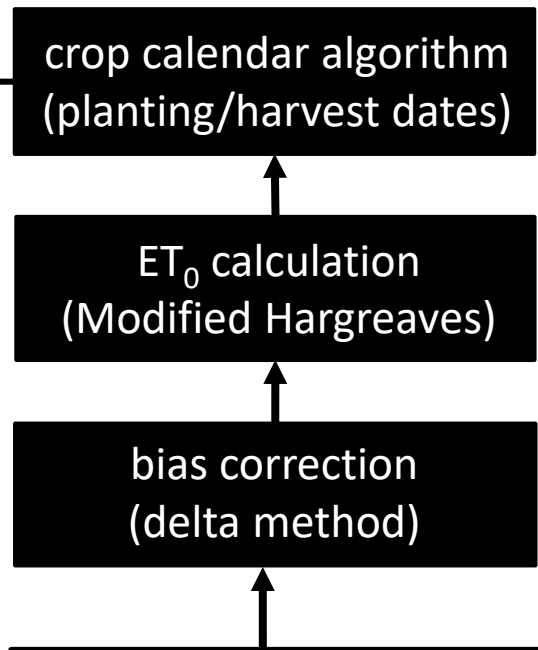 crop calendar algorithm
(planting/harvest dates)
ET₀ calculation
(Modified Hargreaves)
bias correction
(delta method)